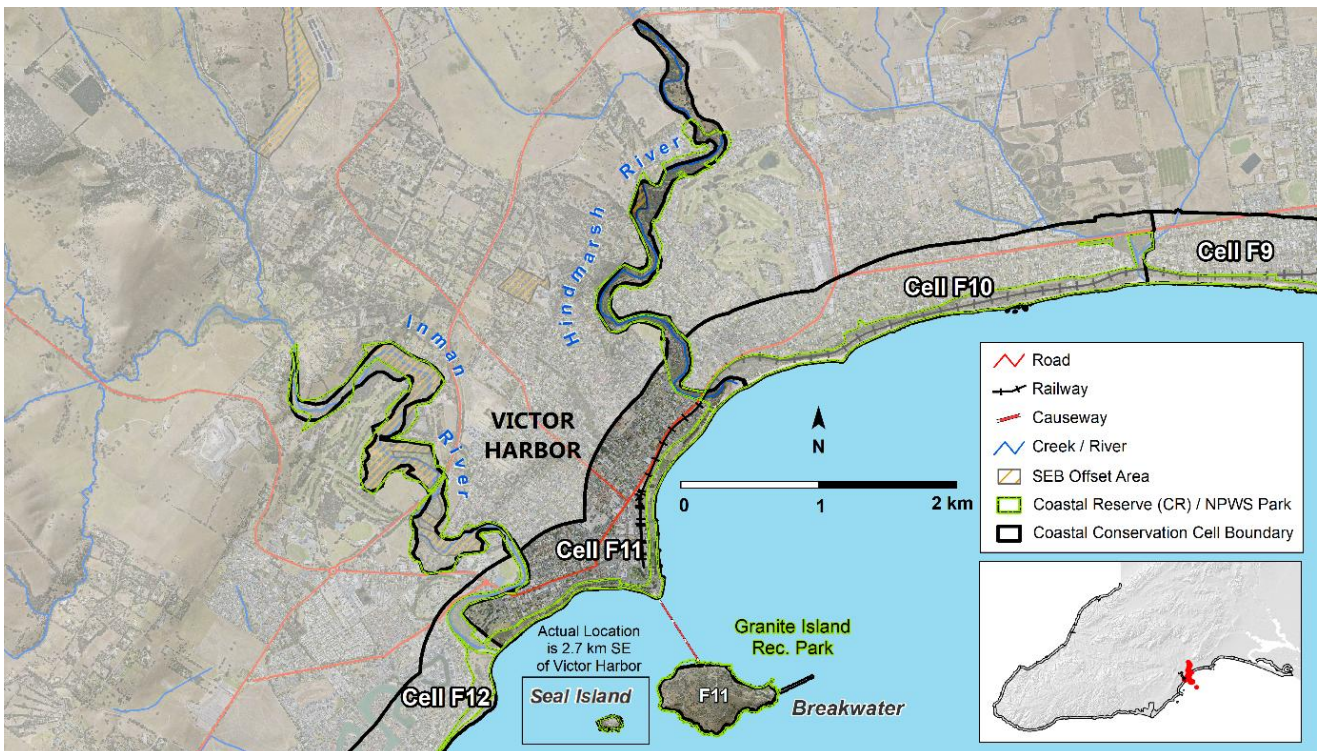 Hindmarsh River
Cell F9
Cell F10
Inman River
VICTOR
HARBOR
Cell F11
Cell F12
N
0 1 2 km
Road
Railway
Causeway
Creek / River
SEB Offset Area
Coastal Reserve (CR) / NPWS Park
Coastal Conservation Cell Boundary
Actual Location
is 2.7 km SE
of Victor Harbor
Seal Island
Granite Island
Rec. Park
F11
Breakwater